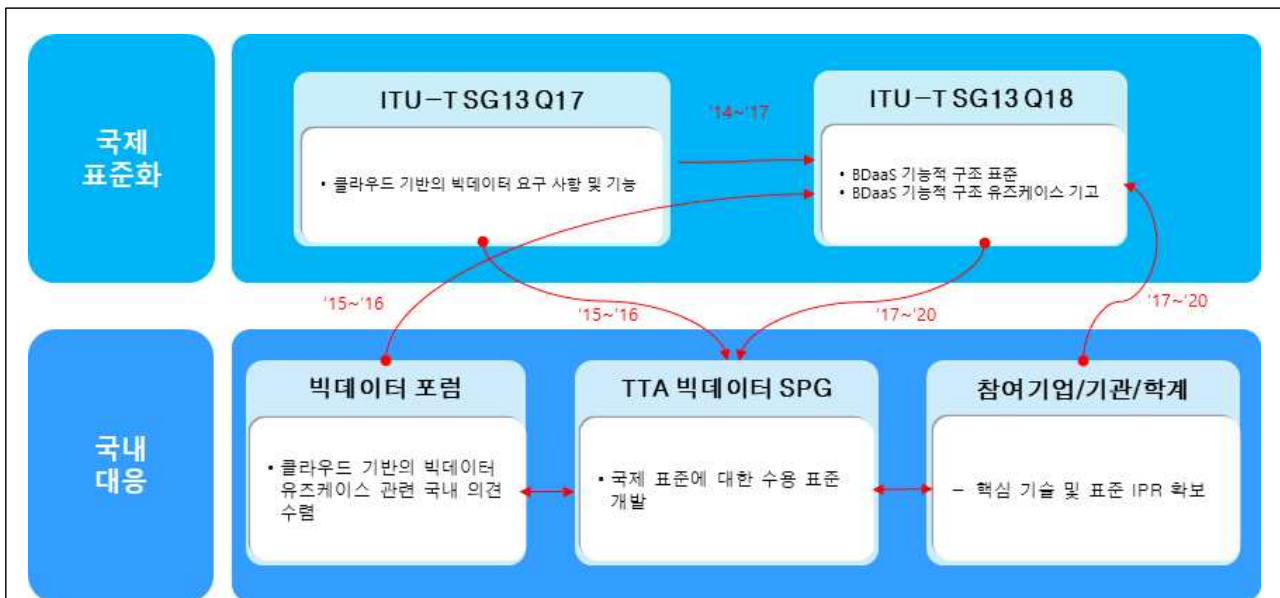 국제
표준화
ITU-T SG13 Q17
• 클라우드 기반의 빅데이터 요구 사항 및 기능
'14~'17
ITU-T SG13 Q18
• BDaaS 기능적 구조 표준
• BDaaS 기능적 구조 유즈케이스 기고
'15~'16
'15~'16
'17~'20
'17~'20
국내
대응
빅데이터 포럼
• 클라우드 기반의 빅데이터
유즈케이스 관련 국내 의견
수렴
TTA 빅데이터 SPG
• 국제 표준에 대한 수용 표준
개발
참여기업/기관/학계
– 핵심 기술 및 표준 IPR 확보